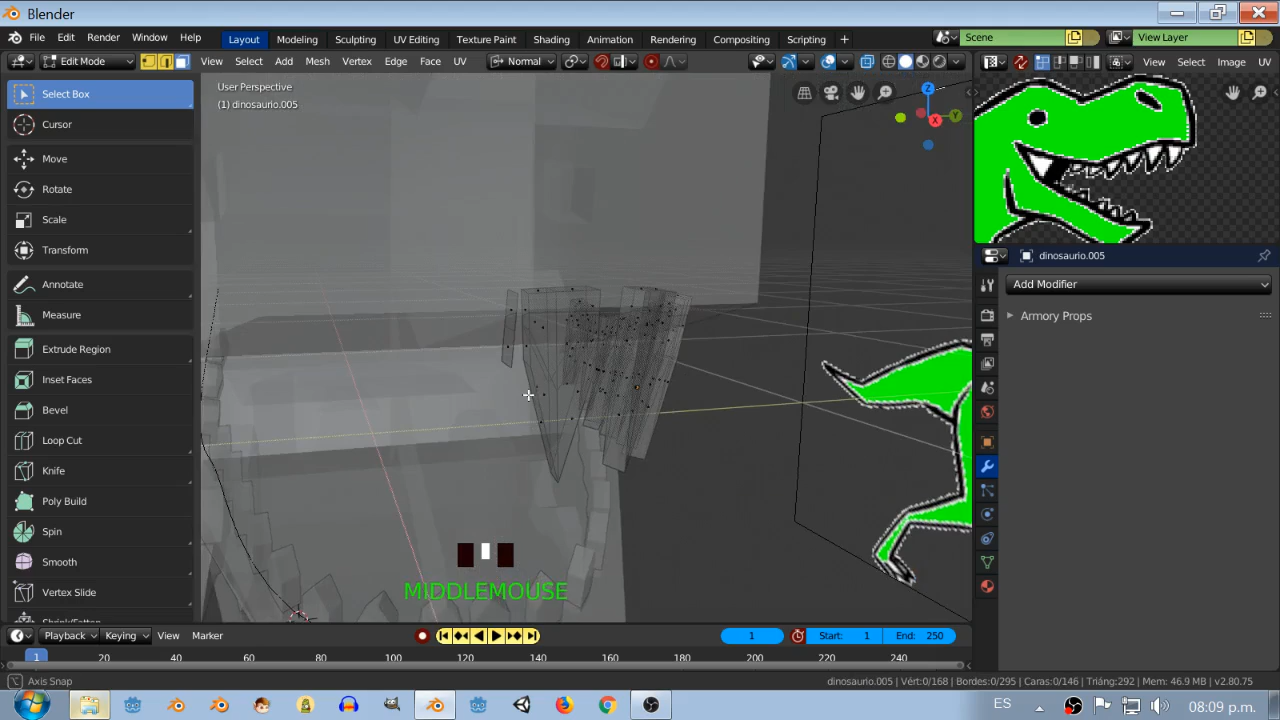 Blender
File Edit Render Window Help Layout Modeling Sculpting UV Editing Texture Paint Shading Animation Rendering Compositing Scripting + Scene View Layer
Edit Mode View Select Add Mesh Vertex Edge Face UV Normal View Select Image UV
Select Box
Cursor
Move
Rotate
Scale
Transform
Annotate
Measure
Extrude Region
Inset Faces
Bevel
Loop Cut
Knife
Poly Build
Spin
Smooth
Vertex Slide
Shrink/Fatten
User Perspective
(1) dinosaurio.005
Z
Y
X
MIDDLEMOUSE
dinosaurio.005
Add Modifier
Armory Props
Playback Keying View Marker 1 Start: 1 End: 250
1 20 40 60 80 100 120 140 160 180 200 220 240
Axis Snap
dinosaurio.005 | Vért:0/168 | Bordes:0/295 | Caras:0/146 | Triáng:292 | Mem: 46.9 MB | v2.80.75
ES 08:09 p.m.